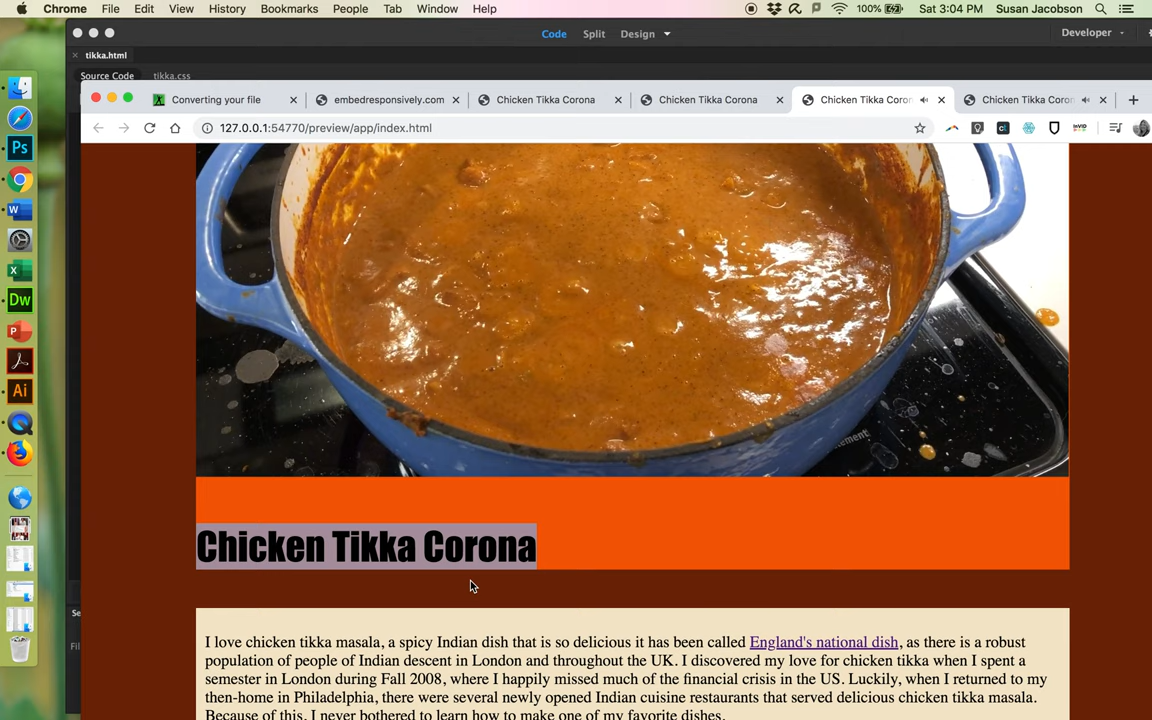 Chrome File Edit View History Bookmarks People Tab Window Help 100% Sat 3:04 PM Susan Jacobson
Code Split Design Developer
tikka.html
Source Code tikka.css
Converting your file embedresponsively.com Chicken Tikka Corona Chicken Tikka Corona Chicken Tikka Coron Chicken Tikka Coron
127.0.0.1:54770/preview/app/index.html
Ps
W
X
Dw
P
Ai
Chicken Tikka Corona
Se
Fil
I love chicken tikka masala, a spicy Indian dish that is so delicious it has been called England's national dish, as there is a robust
population of people of Indian descent in London and throughout the UK. I discovered my love for chicken tikka when I spent a
semester in London during Fall 2008, where I happily missed much of the financial crisis in the US. Luckily, when I returned to my
then-home in Philadelphia, there were several newly opened Indian cuisine restaurants that served delicious chicken tikka masala.
Because of this, I never bothered to learn how to make one of my favorite dishes.